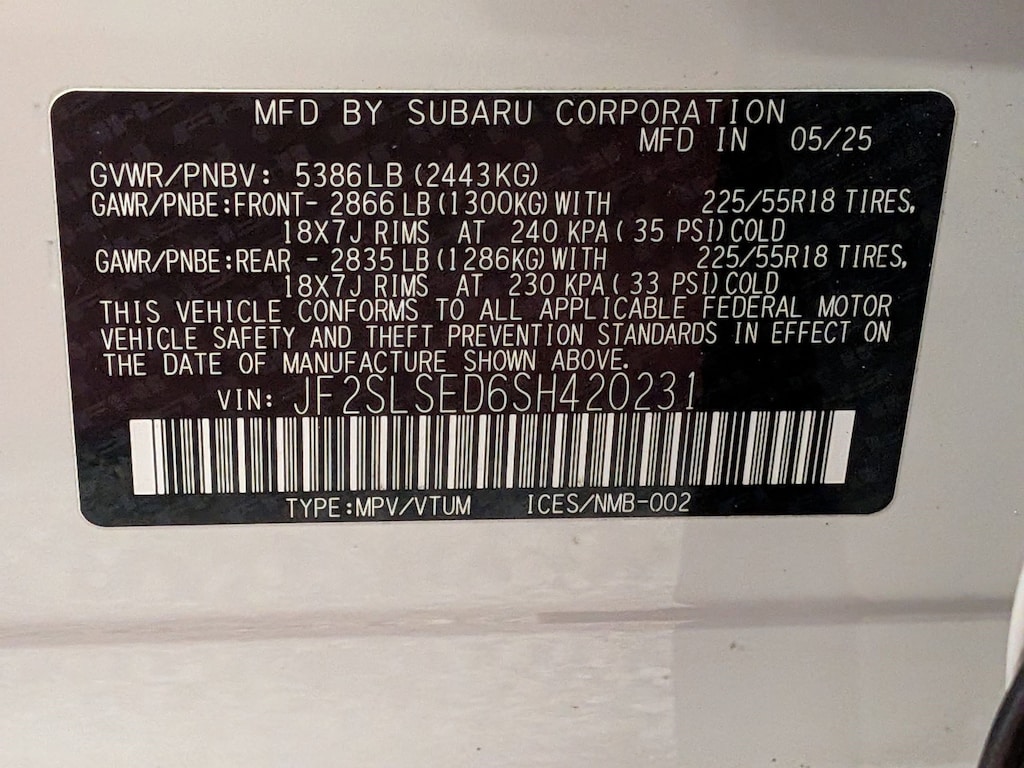 MFD BY SUBARU CORPORATION
MFD IN 05/25
GVWR/PNBV: 5386LB (2443KG)
GAWR/PNBE:FRONT- 2866 LB (1300KG) WITH 225/55R18 TIRES,
18X7J RIMS AT 240 KPA ( 35 PSI) COLD
GAWR/PNBE:REAR - 2835 LB (1286KG) WITH 225/55R18 TIRES,
18X7J RIMS AT 230 KPA ( 33 PSI) COLD
THIS VEHICLE CONFORMS TO ALL APPLICABLE FEDERAL MOTOR
VEHICLE SAFETY AND THEFT PREVENTION STANDARDS IN EFFECT ON
THE DATE OF MANUFACTURE SHOWN ABOVE.
VIN: JF2SLSED6SH420231
TYPE:MPV/VTUM ICES/NMB-002